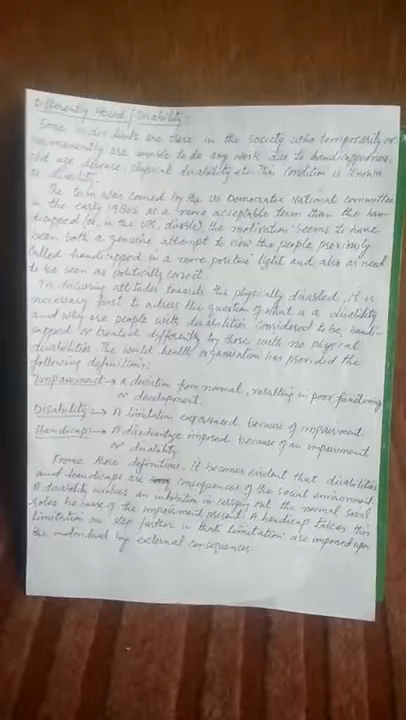 Differently Abled / Disability :
Some individuals are there in the society who temporarily or
permanently are unable to do any work due to handicappedness,
old age disease, physical disability etc. This condition is known
as disability.
The term was coined by the US Democratic National committee
in the early 1980s as a more acceptable term than the han-
dicapped (or, in the UK, disable), the motivation seems to have
been both a genuine attempt to view the people previously
called handicapped in a more positive light and also as need
to be seen as politically correct.
In discussing attitudes towards the physically disabled, it is
necessary first to adress the question of what is a disability
and why are people with disabilities considered to be handi-
capped or treated differently by those with no physical
disabilities. The would health organisation has provided the
following definitions:
Impairment → a deviation form normal, resulting in poor functioning
or development.
Disability: → A limitation experienced because of impairment.
Handicap: → A disadvantage imposed because of an impairment
or disability
From these definitions, it becomes evident that disabilities
and handicaps are consequences of the social environment.
A disability involves an inhibition in carrying out the normal social
roles because of the impairment present. A handicap takes this
limitation one step further in that limitations are imposed upon
the individual by external consequences.